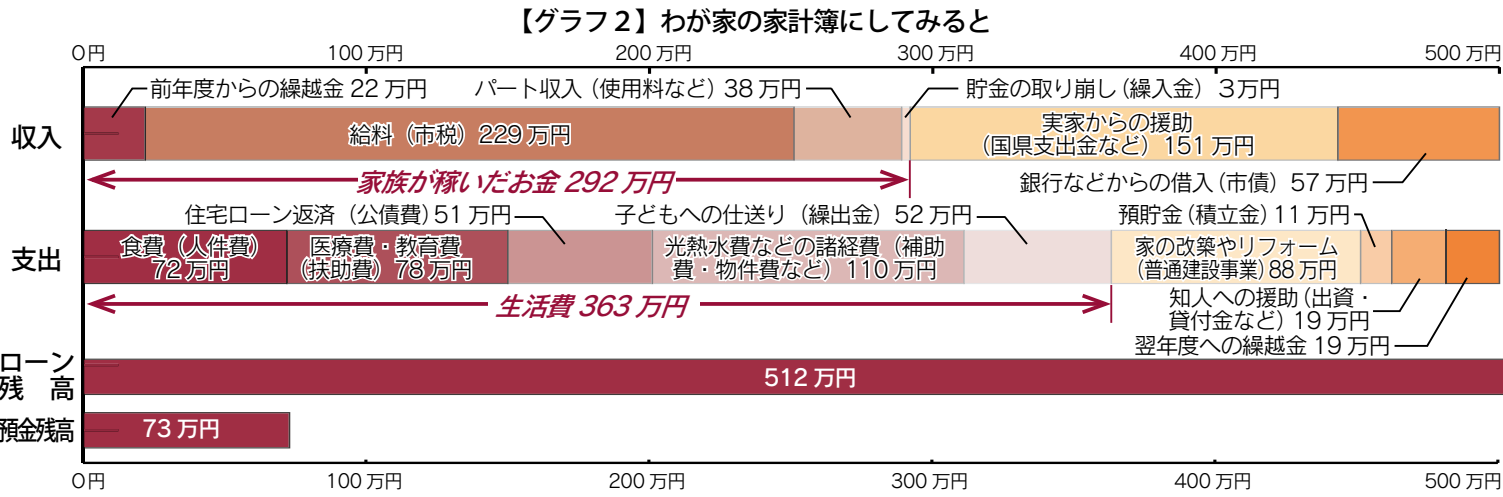 【グラフ２】わが家の家計簿にしてみると
0円 100万円 200万円 300万円 400万円 500万円
前年度からの繰越金 22 万円
パート収入（使用料など）38 万円
貯金の取り崩し（繰入金）3万円
収入
給料（市税）229 万円
実家からの援助
（国県支出金など）151 万円
家族が稼いだお金 292 万円
銀行などからの借入（市債）57 万円
住宅ローン返済（公債費）51 万円
子どもへの仕送り（繰出金）52 万円
預貯金（積立金）11 万円
支出
食費（人件費）
72 万円
医療費・教育費
（扶助費）78 万円
光熱水費などの諸経費（補助
費・物件費など）110 万円
家の改築やリフォーム
（普通建設事業）88 万円
生活費 363 万円
知人への援助（出資・
貸付金など）19 万円
翌年度への繰越金 19 万円
ローン
残　高
512 万円
預金残高
73 万円
0円 100万円 200万円 300万円 400万円 500万円